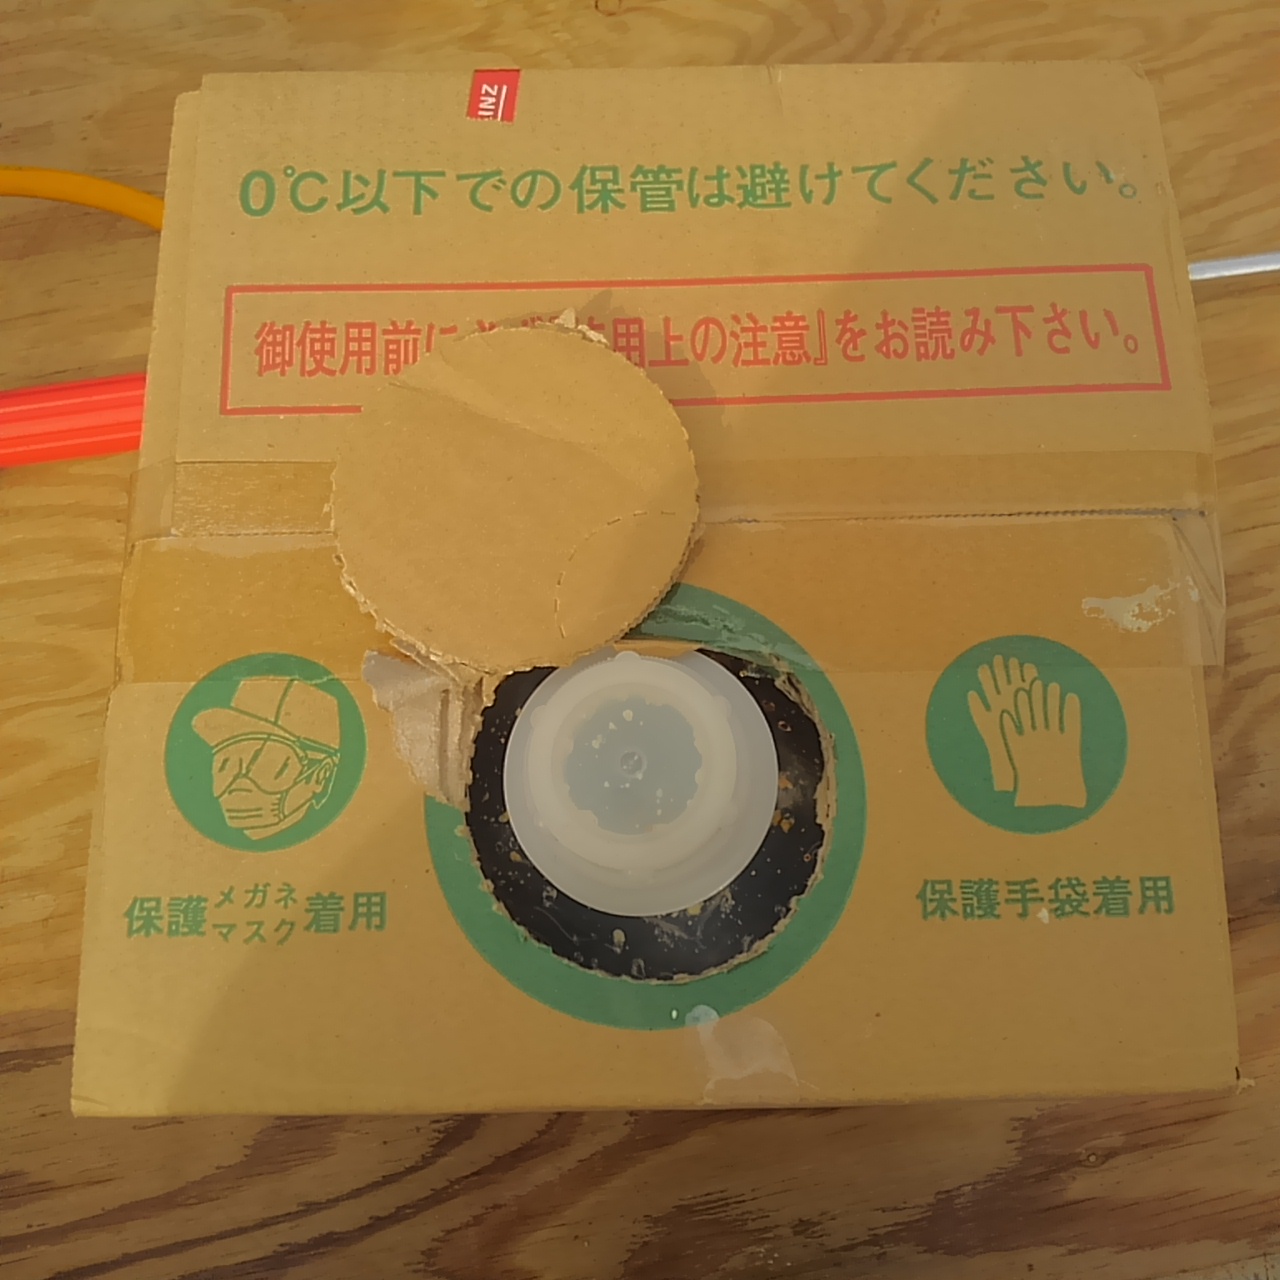 INZ
0℃以下での保管は避けてください。
御使用前に 用上の注意』をお読み下さい。
保護メガネマスク着用
保護手袋着用